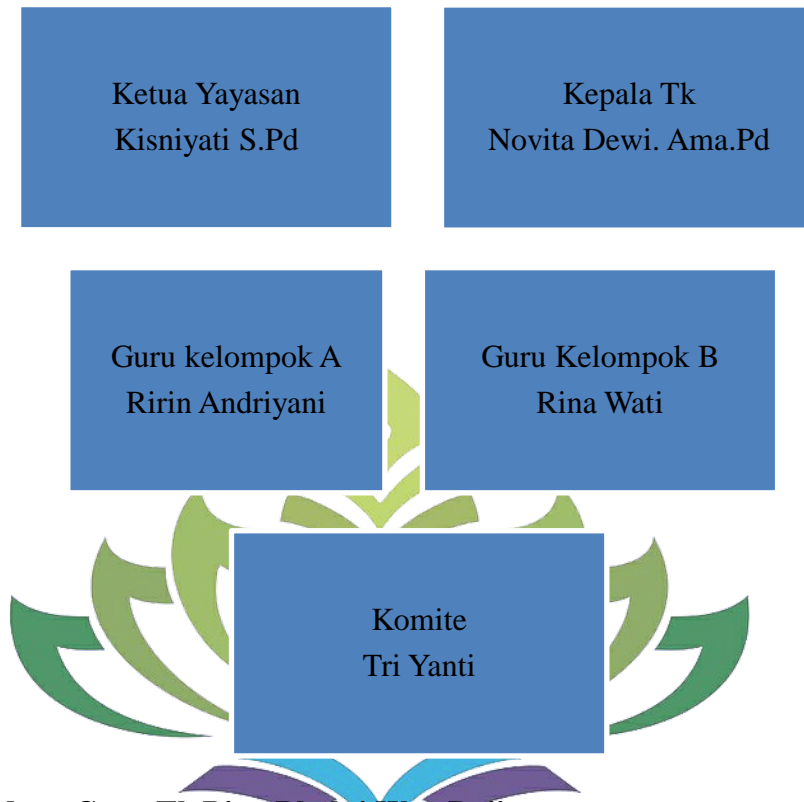 Ketua Yayasan
Kisniyati S.Pd
Kepala Tk
Novita Dewi. Ama.Pd
Guru kelompok A
Ririn Andriyani
Guru Kelompok B
Rina Wati
Komite
Tri Yanti